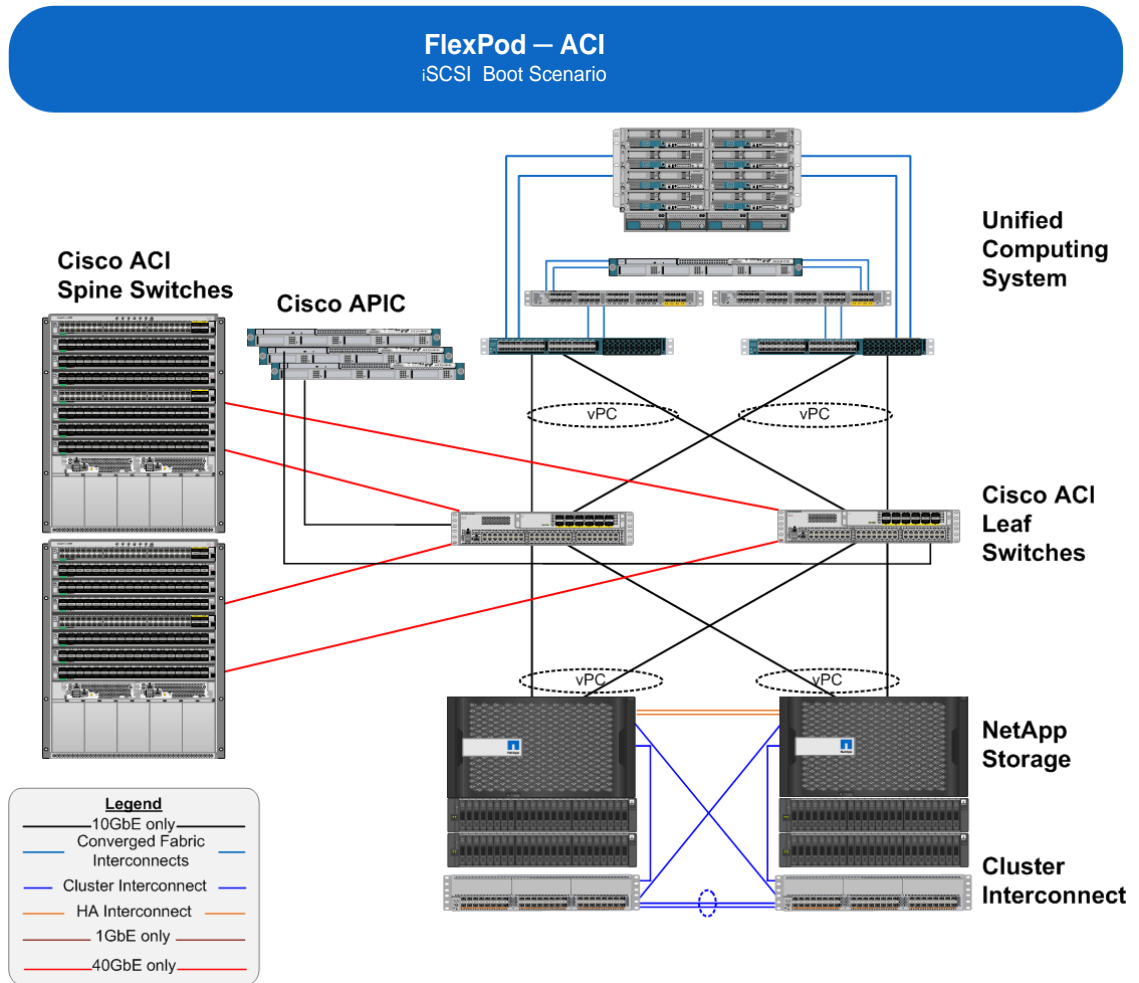 FlexPod — ACI
iSCSI Boot Scenario
Unified
Computing
System
Cisco ACI
Spine Switches
Cisco APIC
vPC
vPC
Cisco ACI
Leaf
Switches
vPC
vPC
NetApp
Storage
NetApp
NetApp
Cluster
Interconnect
Legend
10GbE only
Converged Fabric
Interconnects
Cluster Interconnect
HA Interconnect
1GbE only
40GbE only